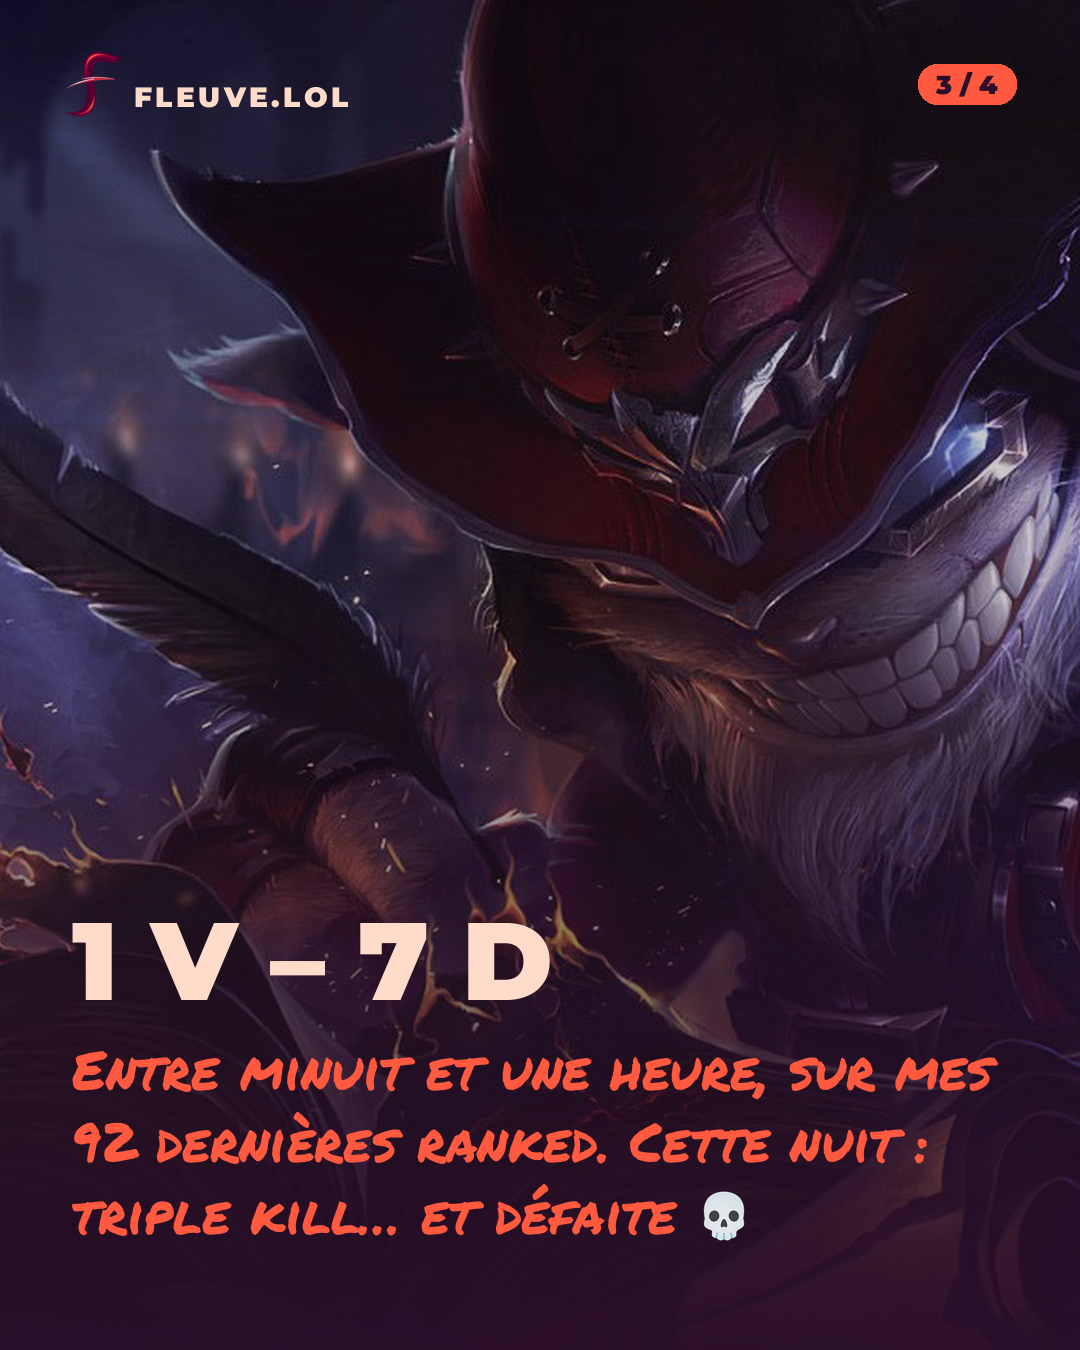 FLEUVE.LOL
3 / 4
1 V – 7 D
ENTRE MINUIT ET UNE HEURE, SUR MES
92 DERNIÈRES RANKED. CETTE NUIT :
TRIPLE KILL... ET DÉFAITE 💀